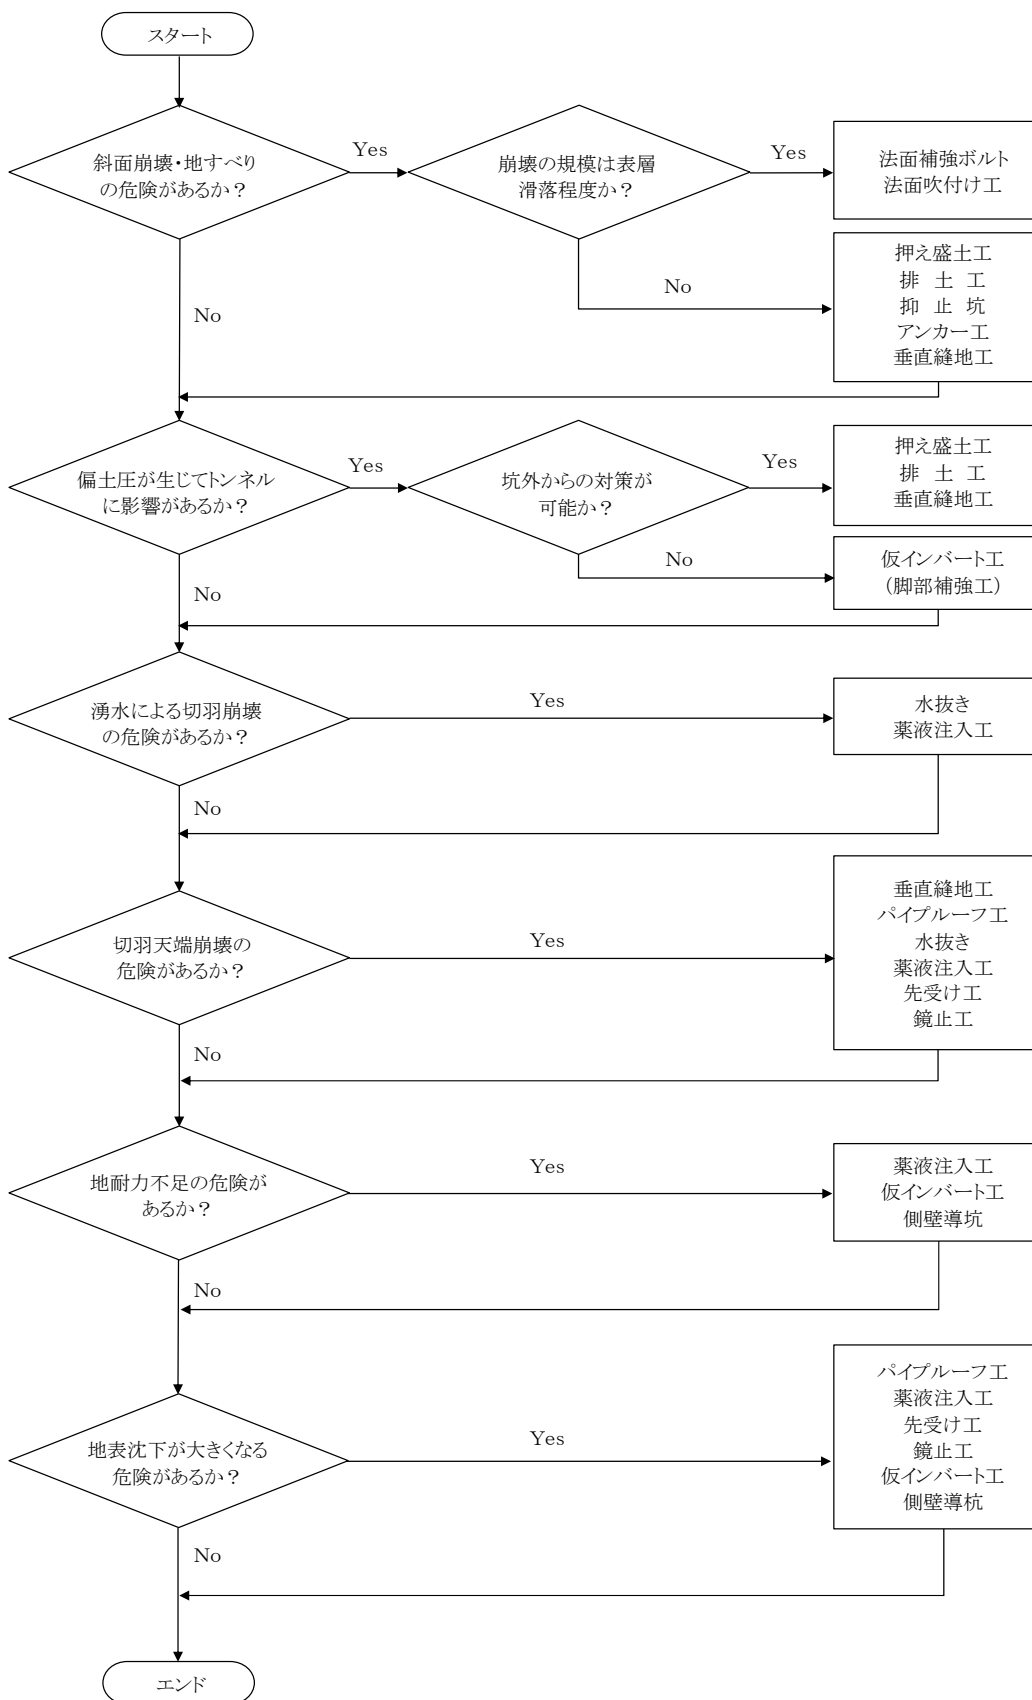 スタート
斜面崩壊・地すべり
の危険があるか？
Yes
崩壊の規模は表層
滑落程度か？
Yes
法面補強ボルト
法面吹付け工
No
押え盛土工
排　土　工
抑　止　坑
アンカー工
垂直縫地工
No
偏土圧が生じてトンネル
に影響があるか？
Yes
坑外からの対策が
可能か？
Yes
押え盛土工
排　土　工
垂直縫地工
No
仮インバート工
（脚部補強工）
No
湧水による切羽崩壊
の危険があるか？
Yes
水抜き
薬液注入工
No
切羽天端崩壊の
危険があるか？
Yes
垂直縫地工
パイプルーフ工
水抜き
薬液注入工
先受け工
鏡止工
No
地耐力不足の危険が
あるか？
Yes
薬液注入工
仮インバート工
側壁導坑
No
地表沈下が大きくなる
危険があるか？
Yes
パイプルーフ工
薬液注入工
先受け工
鏡止工
仮インバート工
側壁導杭
No
エンド